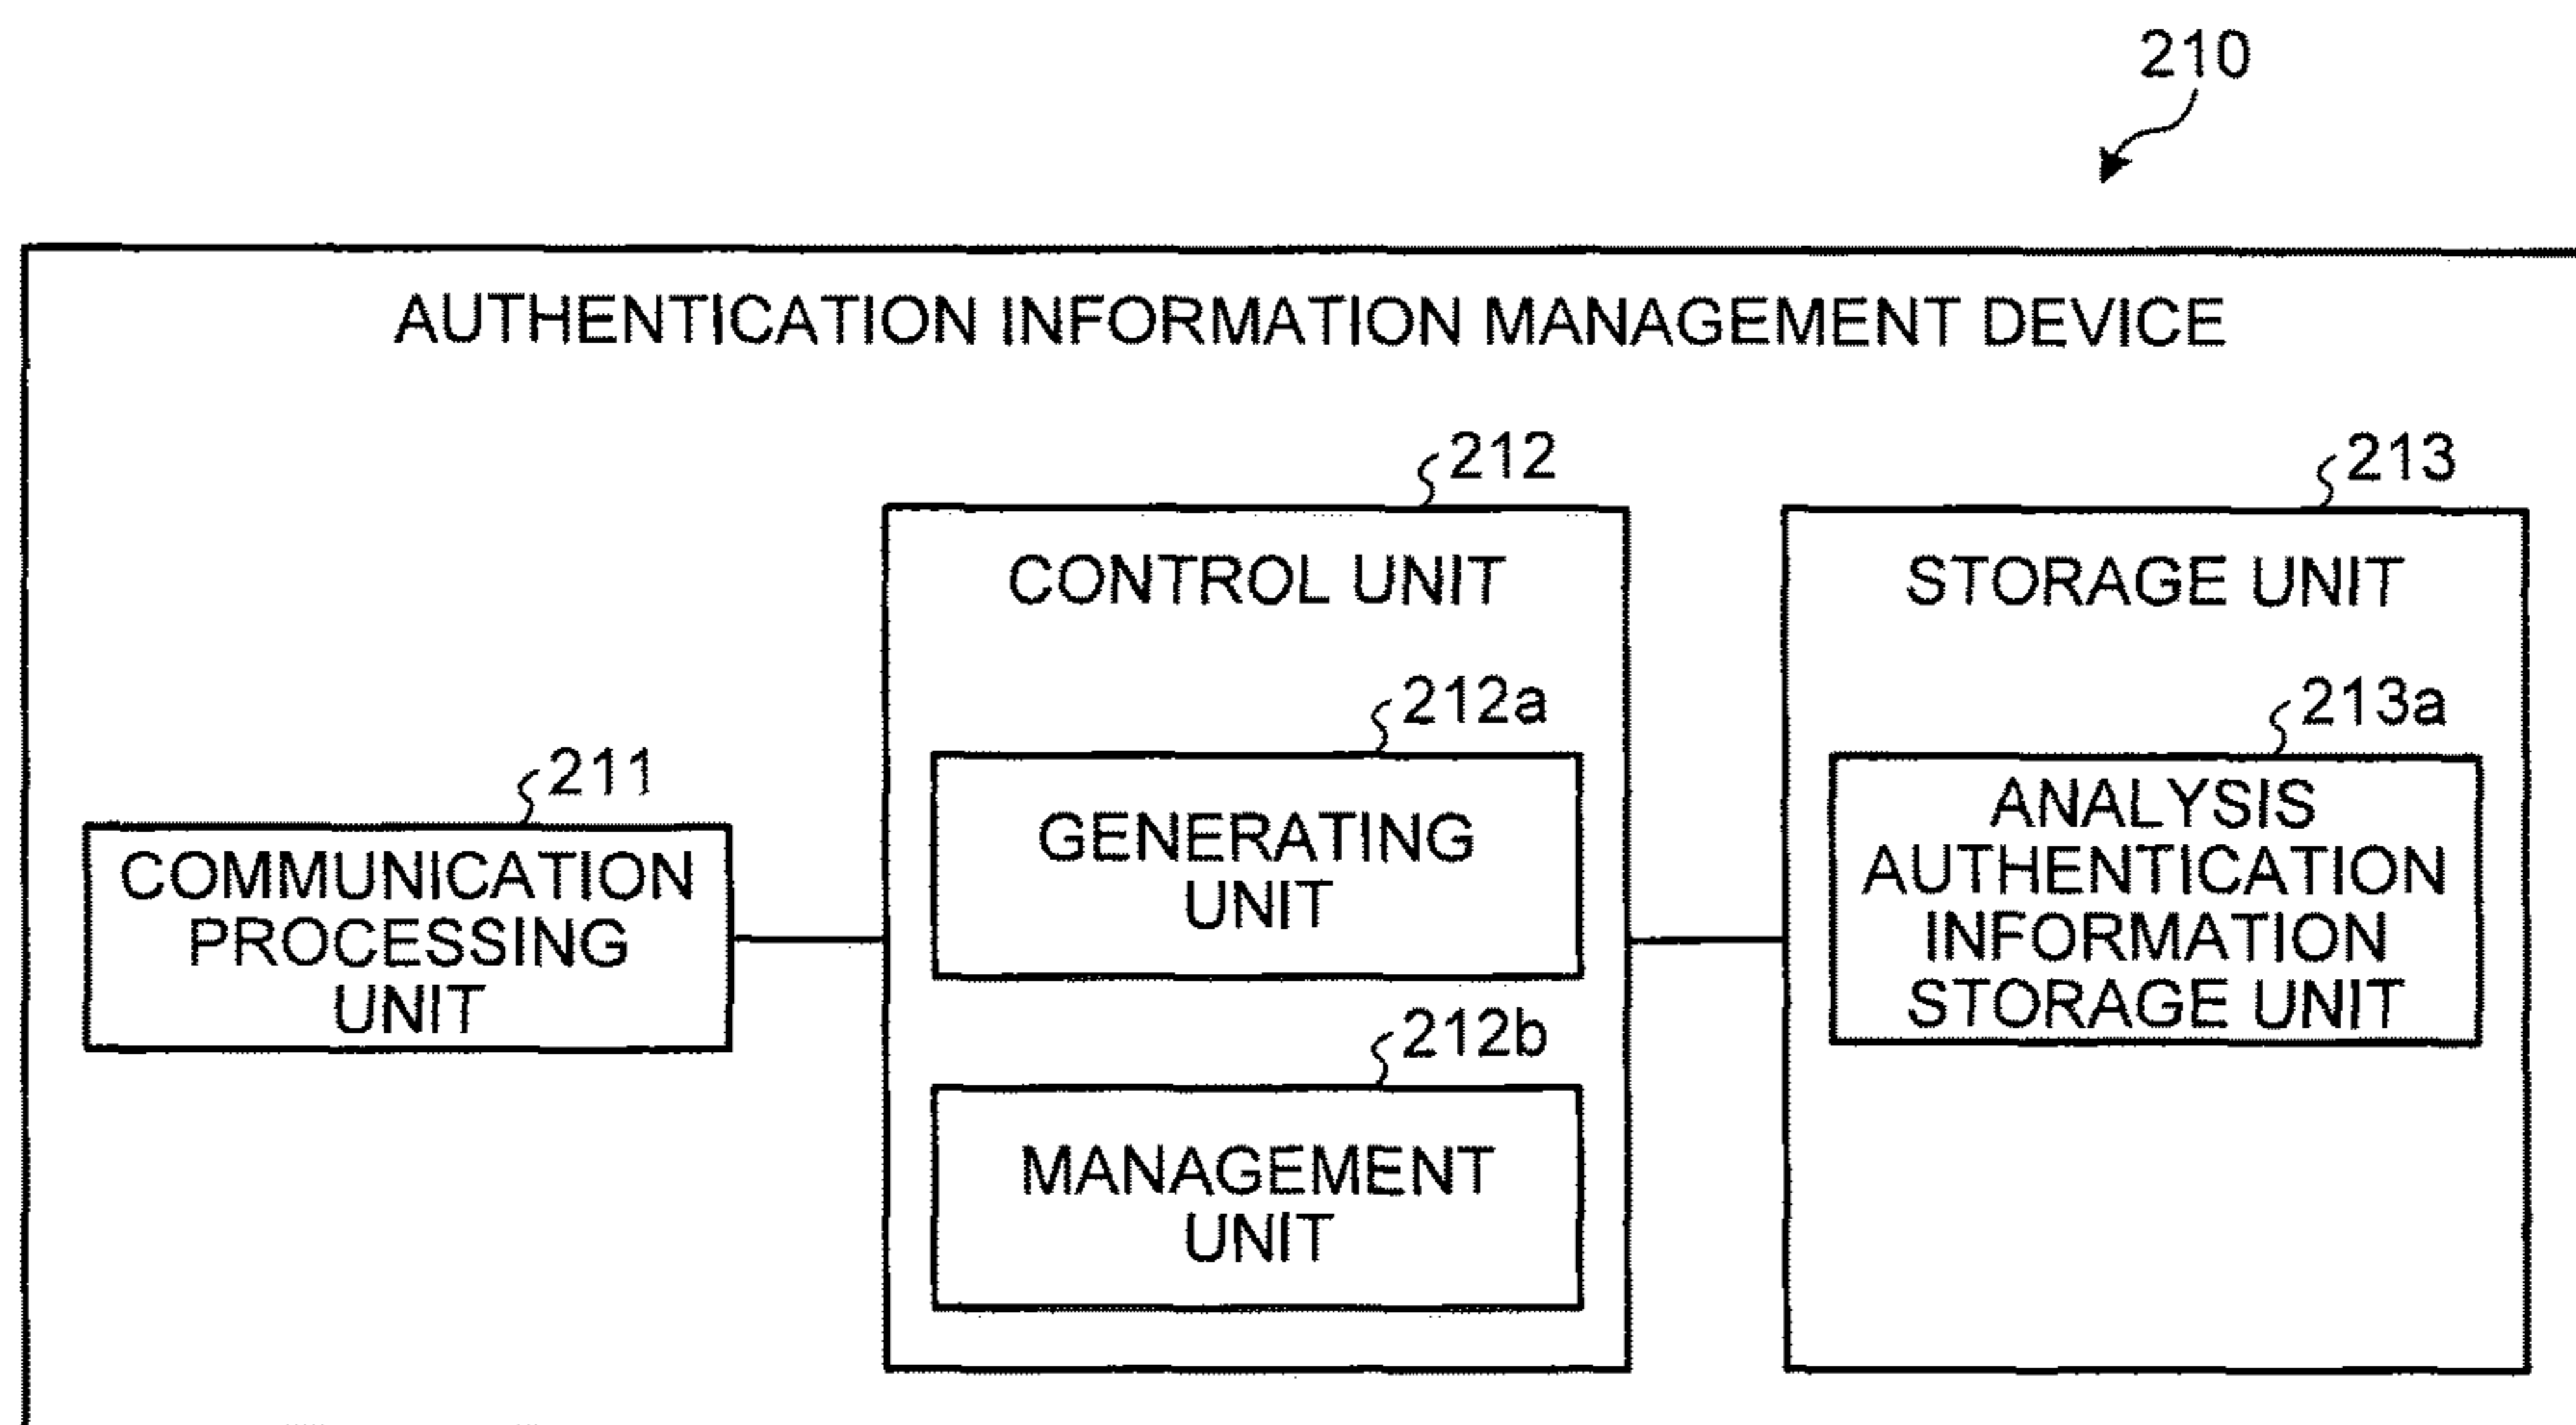 210
AUTHENTICATION INFORMATION MANAGEMENT DEVICE
211
COMMUNICATION
PROCESSING
UNIT
212
CONTROL UNIT
212a
GENERATING
UNIT
212b
MANAGEMENT
UNIT
213
STORAGE UNIT
213a
ANALYSIS
AUTHENTICATION
INFORMATION
STORAGE UNIT